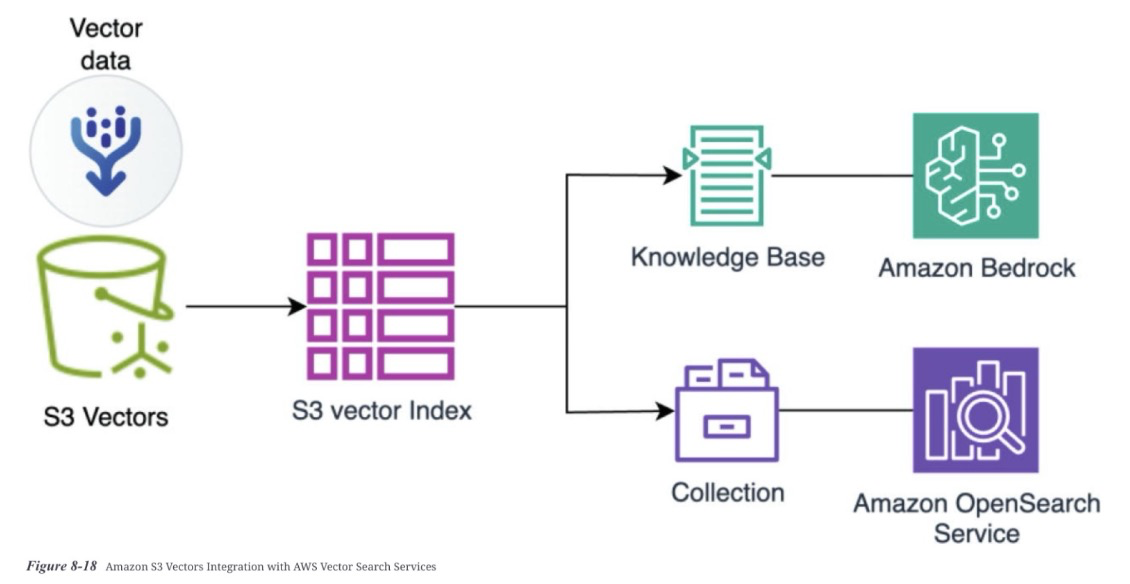 Vector
data
S3 Vectors
S3 vector Index
Knowledge Base
Amazon Bedrock
Collection
Amazon OpenSearch
Service
Figure 8-18 Amazon S3 Vectors Integration with AWS Vector Search Services